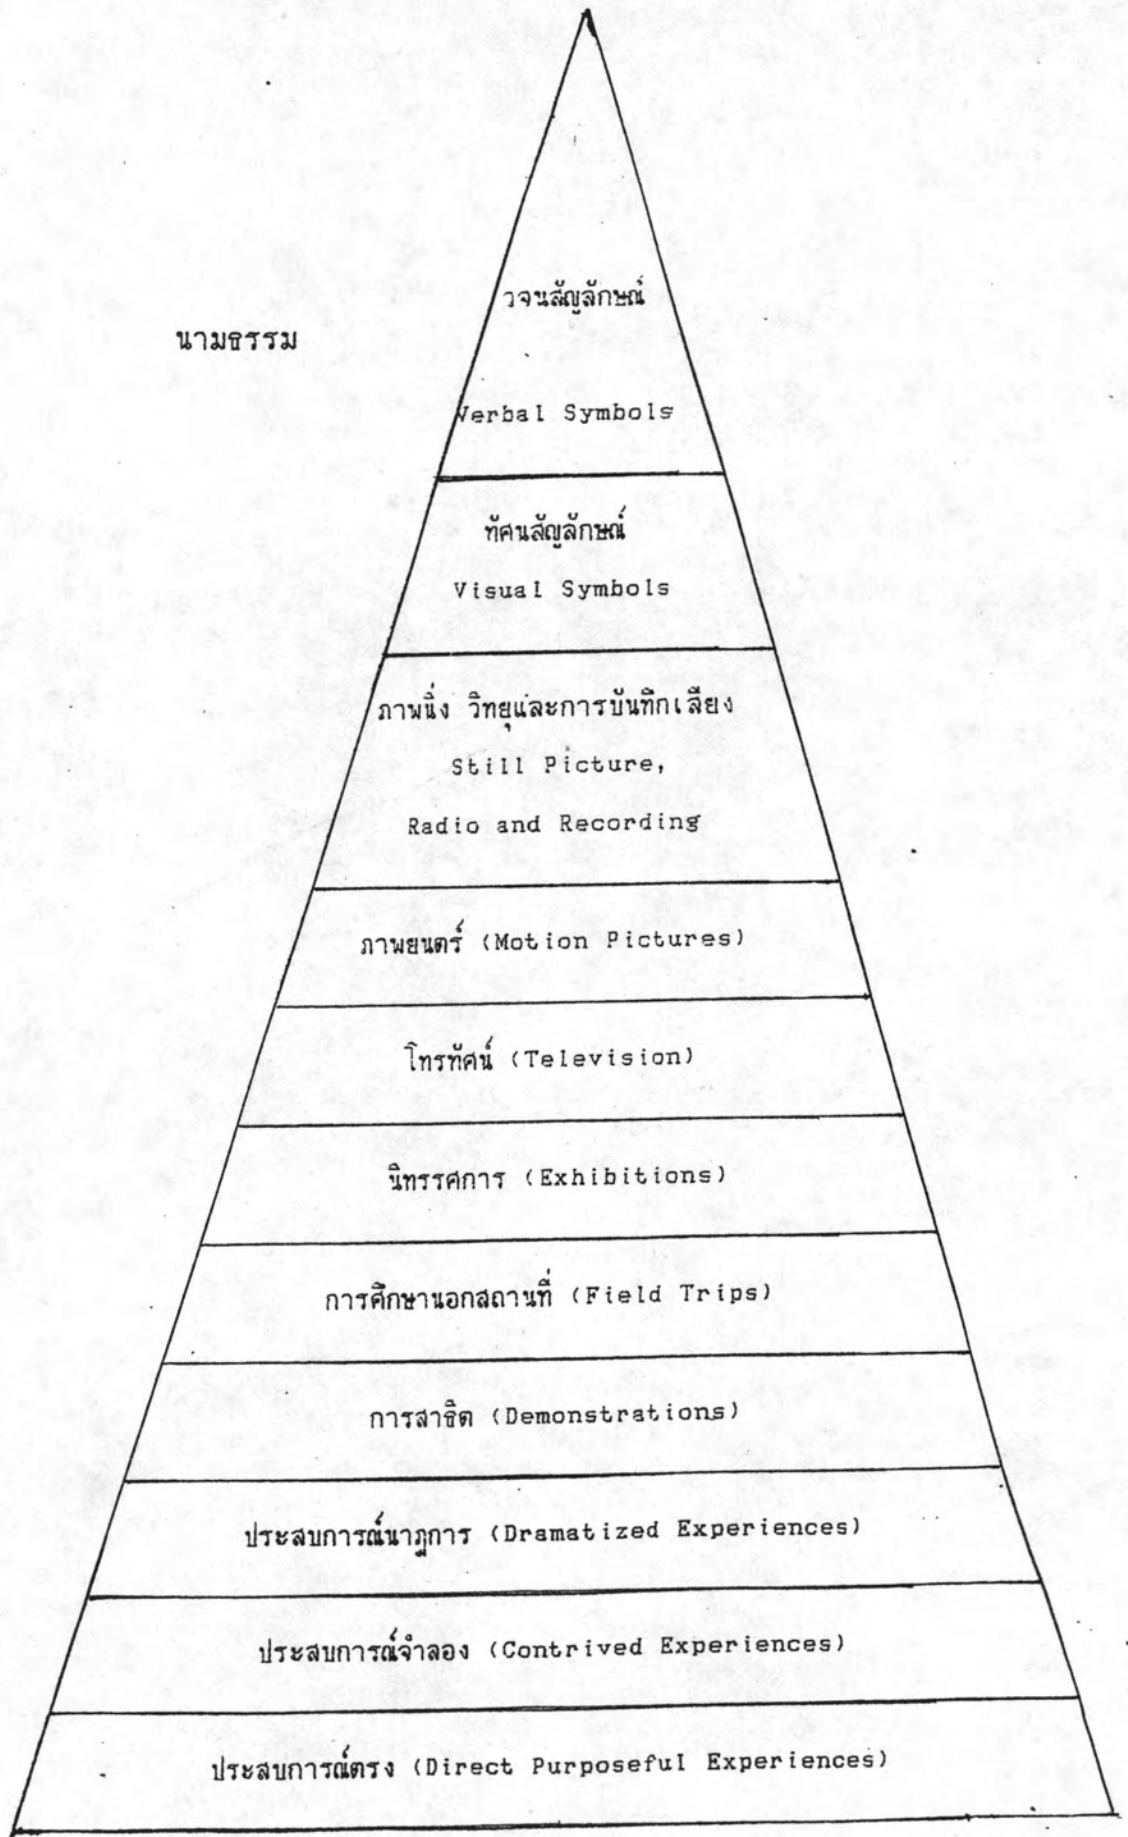 วจนสัญลักษณ์
นามธรรม
Verbal Symbols
ทัศนสัญลักษณ์
Visual Symbols
ภาพนิ่ง วิทยุและการบันทึกเสียง
Still Picture,
Radio and Recording
ภาพยนตร์ (Motion Pictures)
โทรทัศน์ (Television)
นิทรรศการ (Exhibitions)
การศึกษานอกสถานที่ (Field Trips)
การสาธิต (Demonstrations)
ประสบการณ์นาฏการ (Dramatized Experiences)
ประสบการณ์จำลอง (Contrived Experiences)
ประสบการณ์ตรง (Direct Purposeful Experiences)